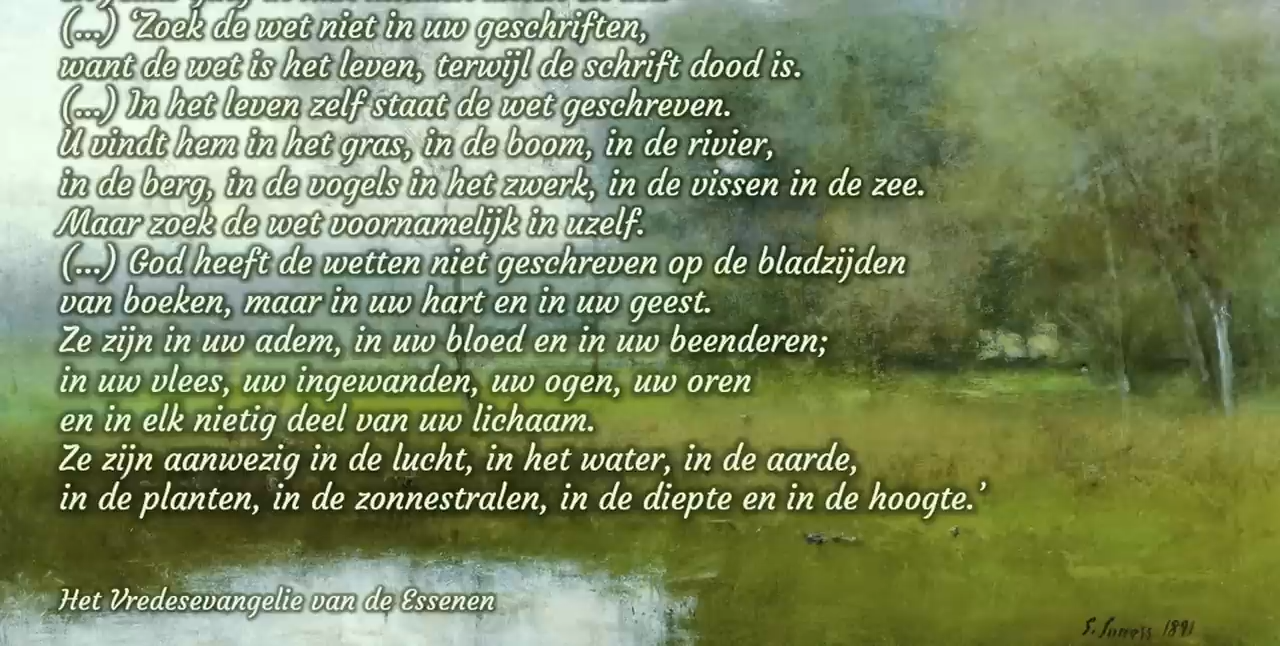 (...) ‘Zoek de wet niet in uw geschriften,
want de wet is het leven, terwijl de schrift dood is.
(...) In het leven zelf staat de wet geschreven.
U vindt hem in het gras, in de boom, in de rivier,
in de berg, in de vogels in het zwerk, in de vissen in de zee.
Maar zoek de wet voornamelijk in uzelf.
(...) God heeft de wetten niet geschreven op de bladzijden
van boeken, maar in uw hart en in uw geest.
Ze zijn in uw adem, in uw bloed en in uw beenderen;
in uw vlees, uw ingewanden, uw ogen, uw oren
en in elk nietig deel van uw lichaam.
Ze zijn aanwezig in de lucht, in het water, in de aarde,
in de planten, in de zonnestralen, in de diepte en in de hoogte.’
Het Vredesevangelie van de Essenen
1891